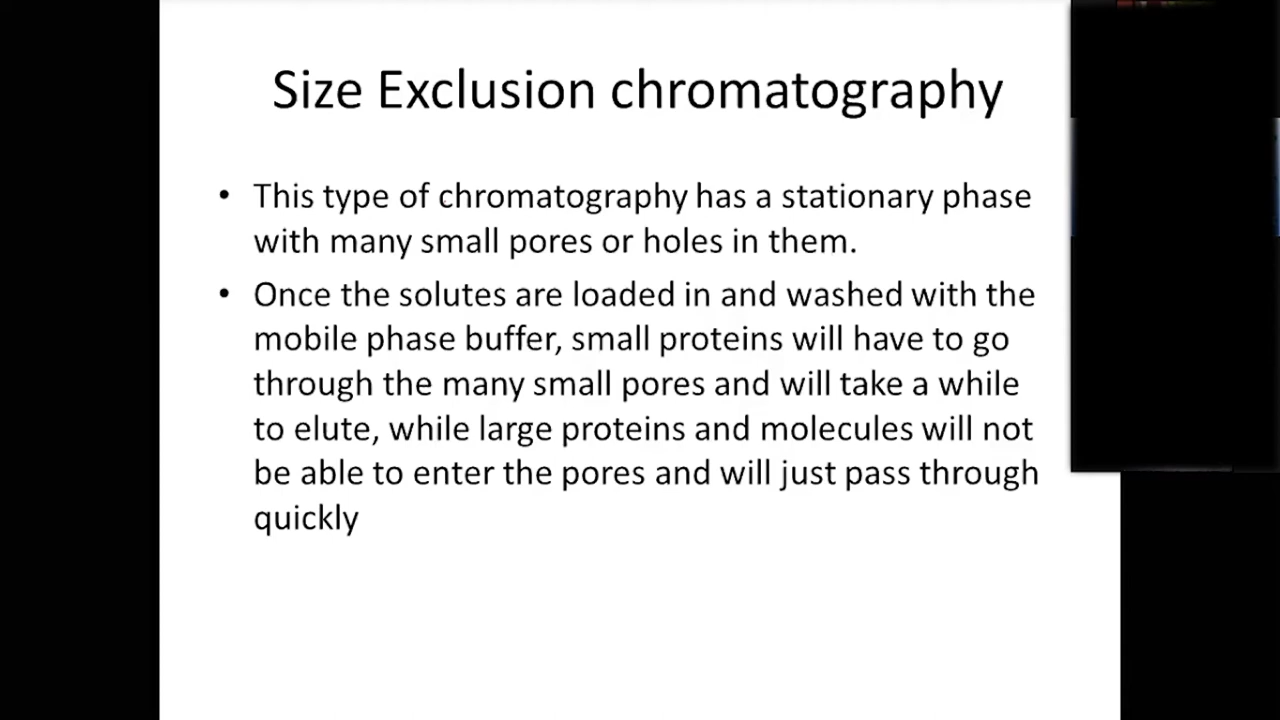 Size Exclusion chromatography
• This type of chromatography has a stationary phase
with many small pores or holes in them.
• Once the solutes are loaded in and washed with the
mobile phase buffer, small proteins will have to go
through the many small pores and will take a while
to elute, while large proteins and molecules will not
be able to enter the pores and will just pass through
quickly